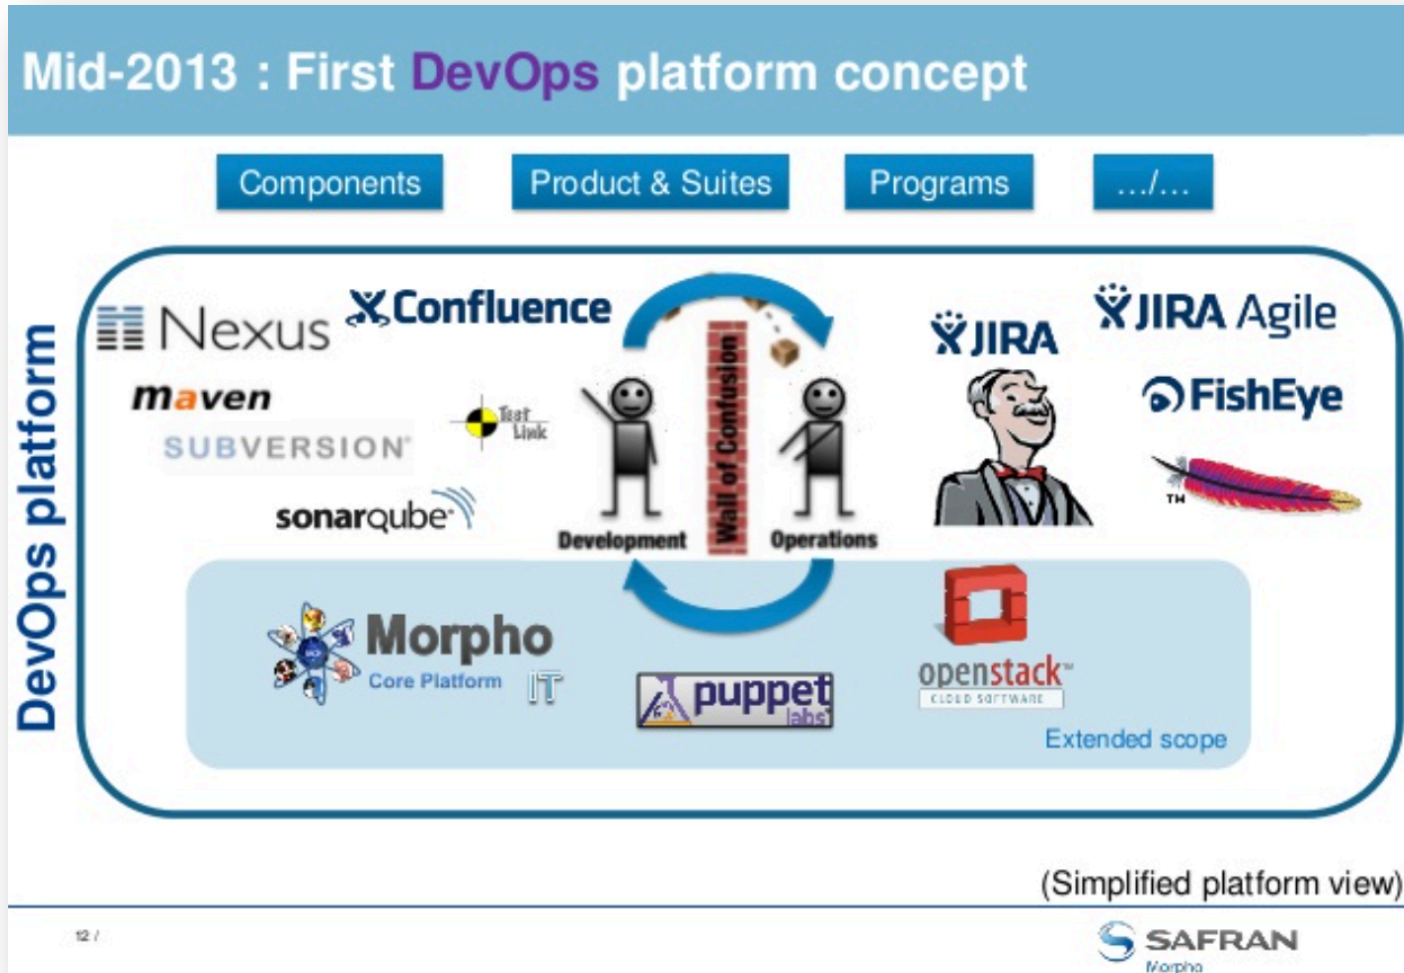 Mid-2013 : First DevOps platform concept
Components
Product & Suites
Programs
.../...
DevOps platform
Nexus
Confluence
JIRA
JIRA Agile
maven
Test
Link
FishEye
SUBVERSION®
sonarqube
Wall of Confusion
TM
Development
Operations
Morpho
Core Platform
IT
puppet
labs
openstack™
CLOUD SOFTWARE
Extended scope
(Simplified platform view)
12 /
SAFRAN
Morpho